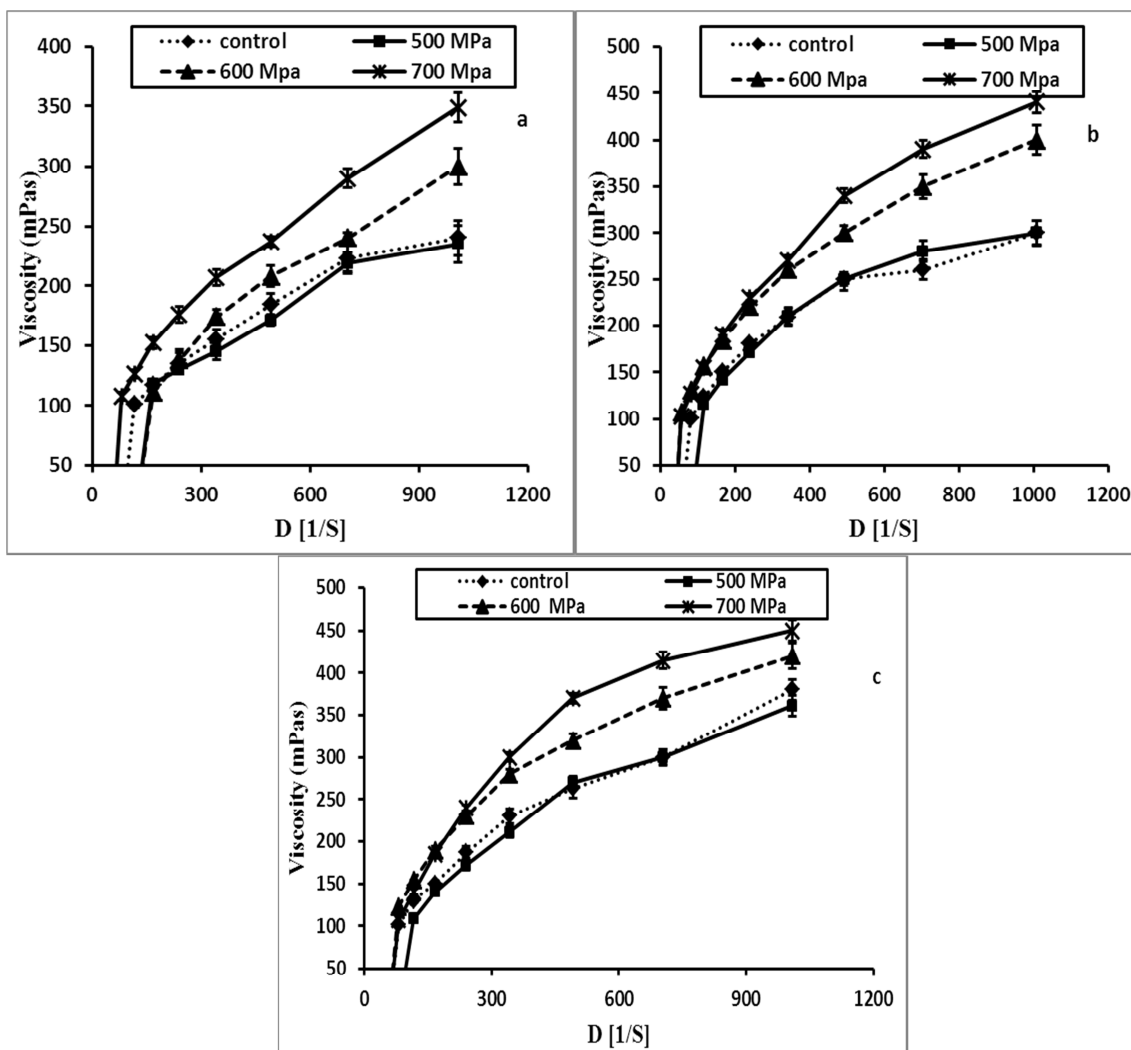 control 500 MPa
600 Mpa 700 Mpa
a
Viscosity (mPas)
400
350
300
250
200
150
100
50
0 300 600 900 1200
D [1/S]
control 500 MPa
600 Mpa 700 Mpa
b
Viscosity (mPas)
500
450
400
350
300
250
200
150
100
50
0 200 400 600 800 1000 1200
D [1/S]
control 500 MPa
600 MPa 700 MPa
c
Viscosity (mPas)
500
450
400
350
300
250
200
150
100
50
0 300 600 900 1200
D [1/S]